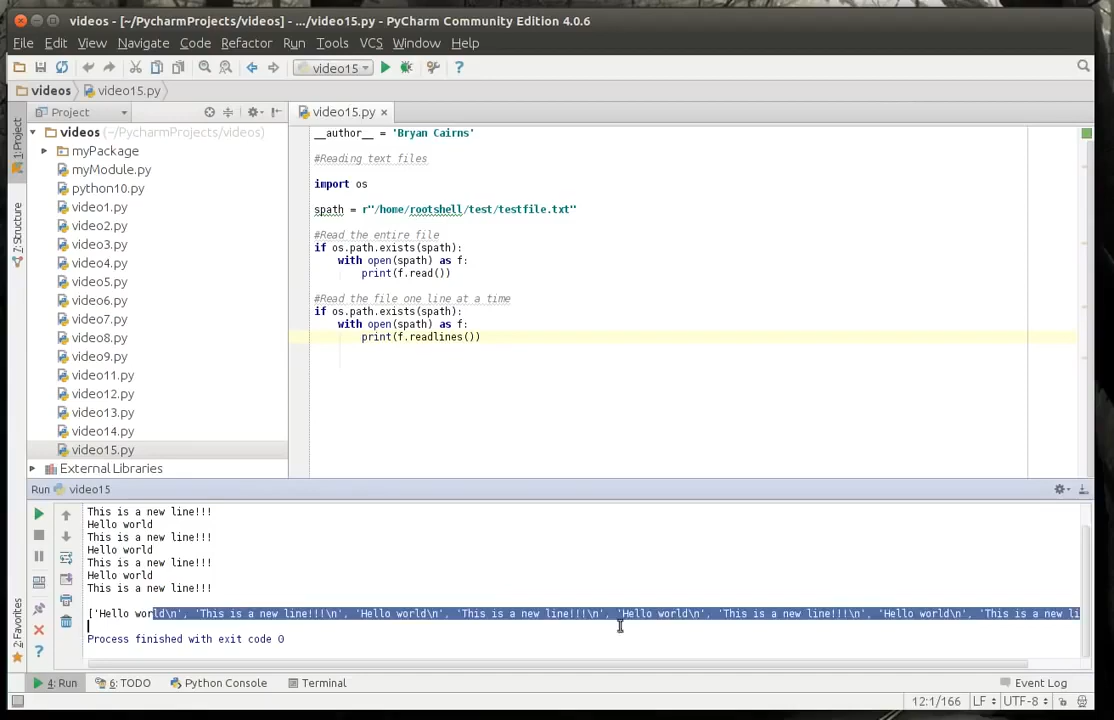 videos - [~/PycharmProjects/videos] - .../video15.py - PyCharm Community Edition 4.0.6
File Edit View Navigate Code Refactor Run Tools VCS Window Help
video15
videos video15.py
Project
video15.py
1: Project
7: Structure
2: Favorites
videos (~/PycharmProjects/videos)
myPackage
myModule.py
python10.py
video1.py
video2.py
video3.py
video4.py
video5.py
video6.py
video7.py
video8.py
video9.py
video11.py
video12.py
video13.py
video14.py
video15.py
External Libraries
__author__ = 'Bryan Cairns'
#Reading text files
import os
spath = r"/home/rootshell/test/testfile.txt"
#Read the entire file
if os.path.exists(spath):
with open(spath) as f:
print(f.read())
#Read the file one line at a time
if os.path.exists(spath):
with open(spath) as f:
print(f.readlines())
Run video15
This is a new line!!!
Hello world
This is a new line!!!
Hello world
This is a new line!!!
Hello world
This is a new line!!!
['Hello world\n', 'This is a new line!!!\n', 'Hello world\n', 'This is a new line!!!\n', 'Hello world\n', 'This is a new line!!!\n', 'Hello world\n', 'This is a new li
Process finished with exit code 0
4: Run 6: TODO Python Console Terminal Event Log
12:1/166 LF UTF-8